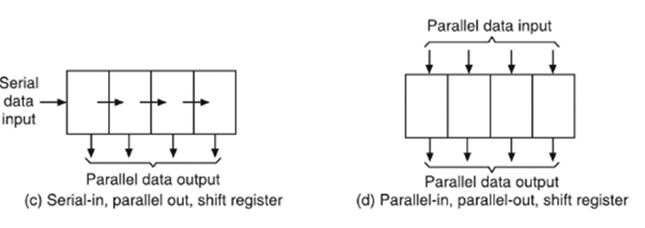 Parallel data input
Serial
data
input
Parallel data output
(c) Serial-in, parallel out, shift register
Parallel data output
(d) Parallel-in, parallel-out, shift register